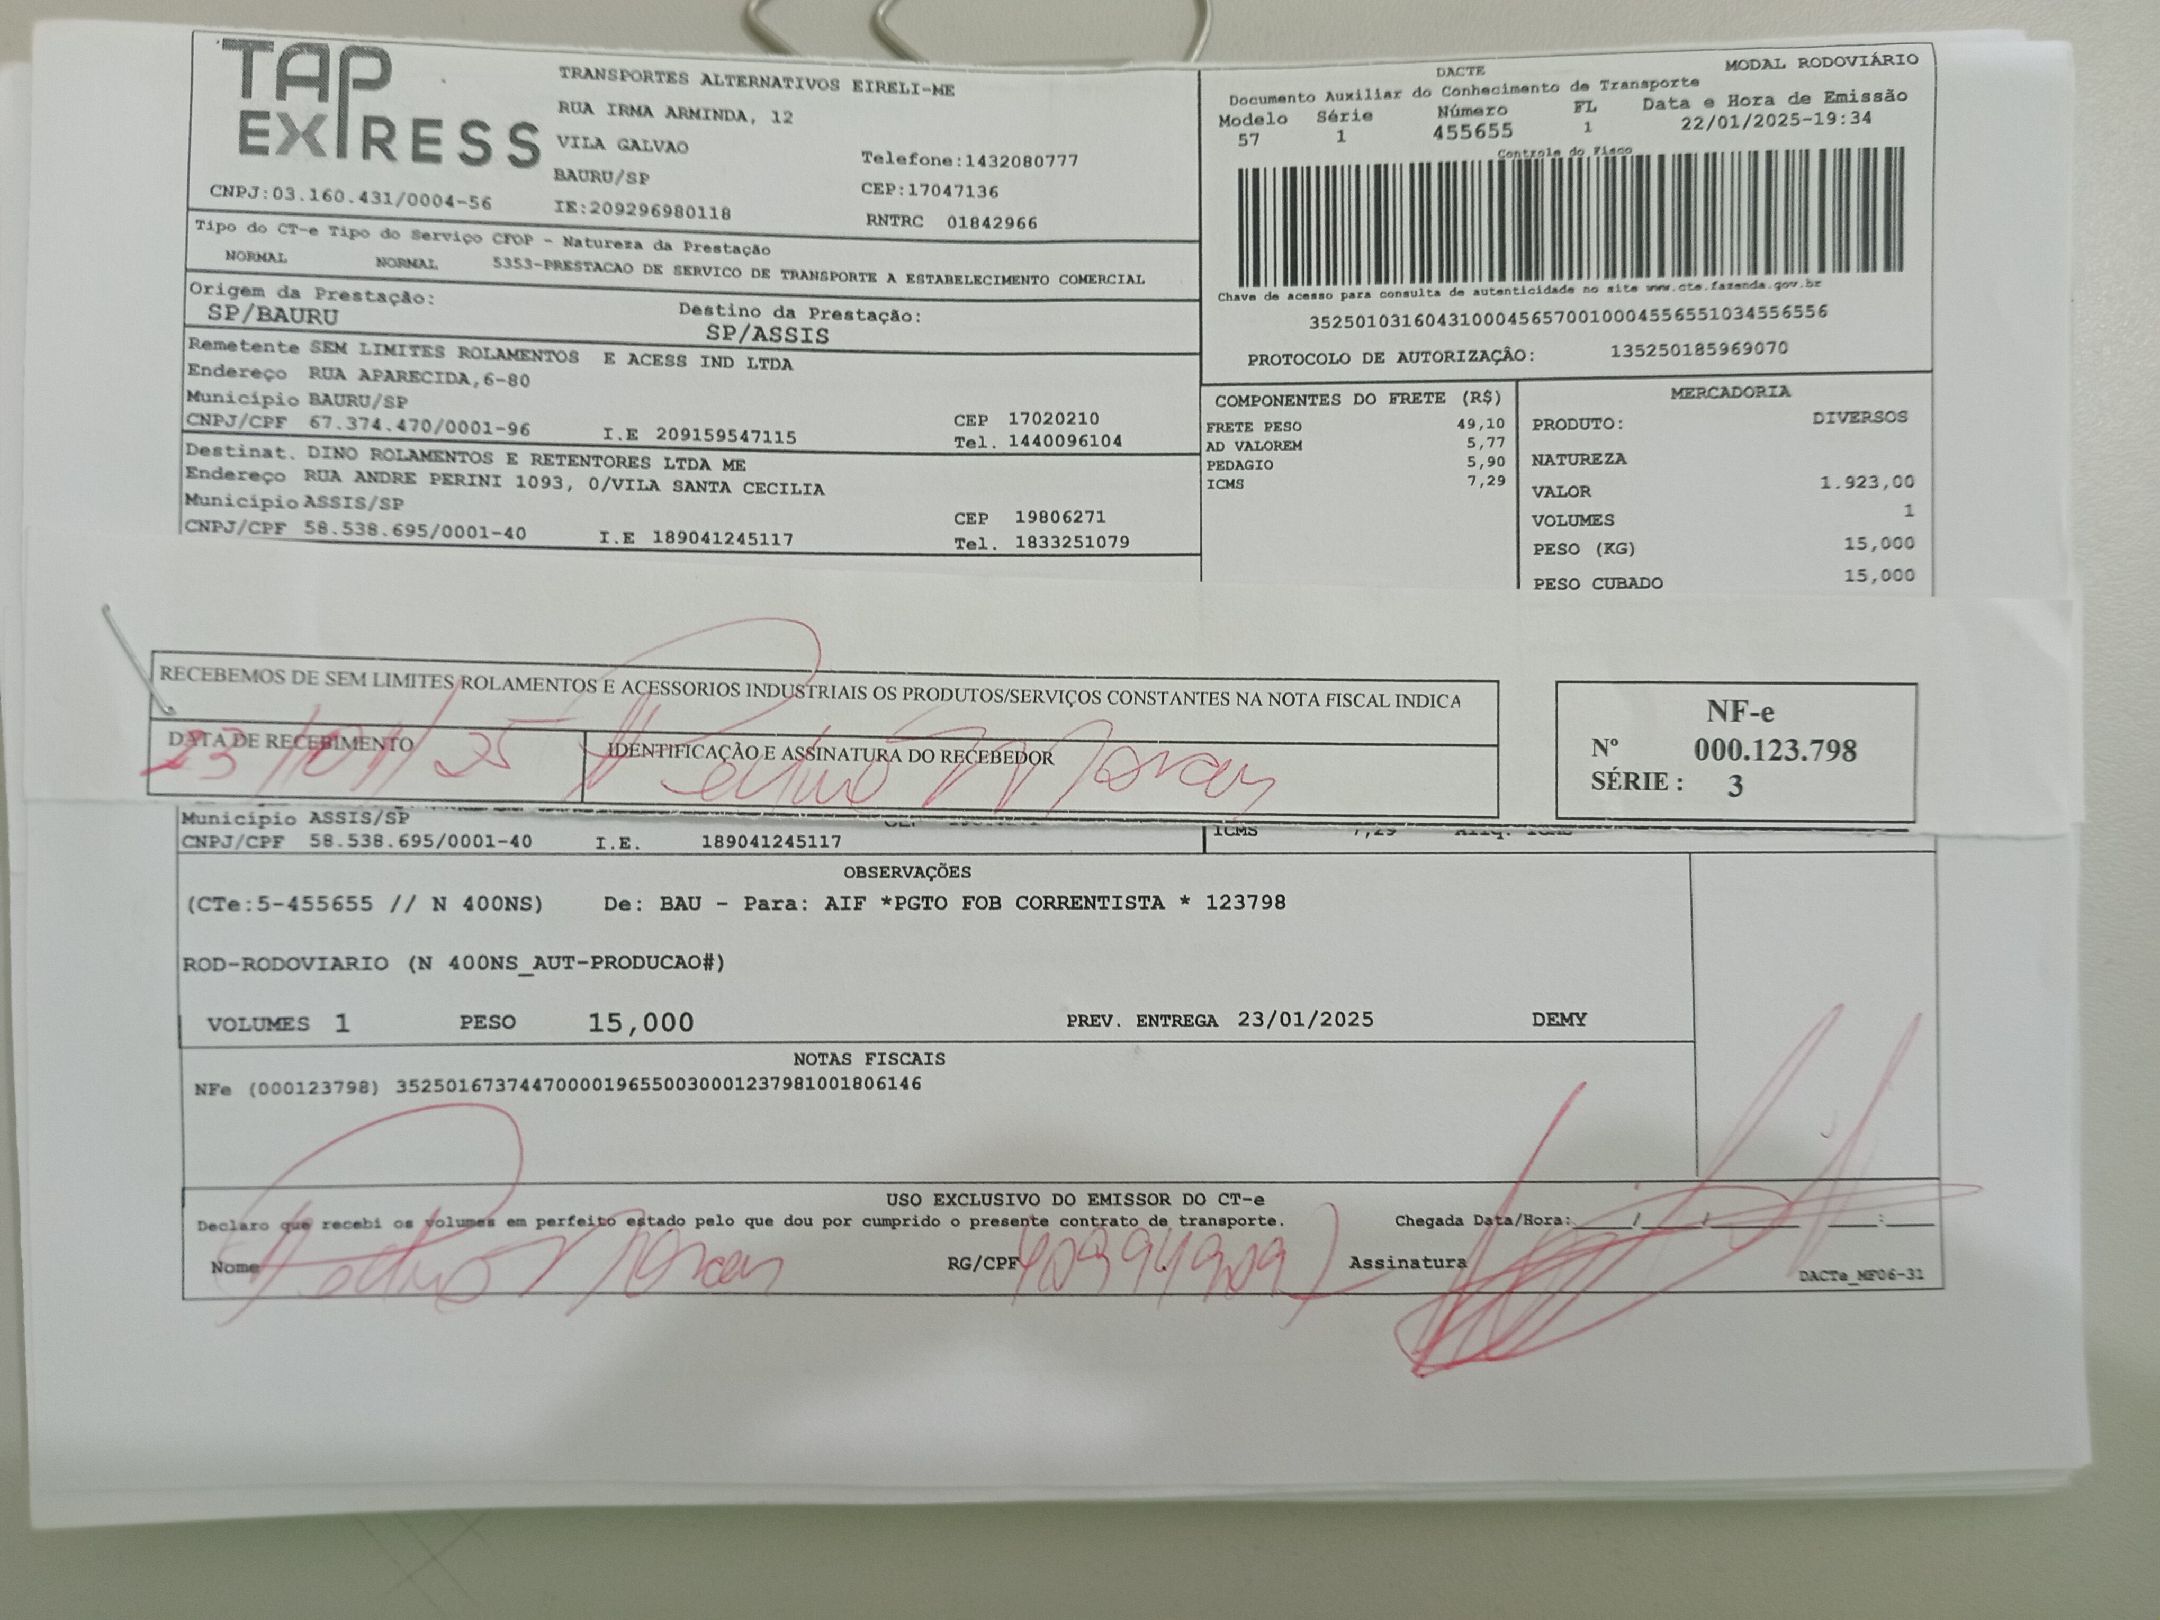 TAP EXPRESS
TRANSPORTES ALTERNATIVOS EIRELI-ME
RUA IRMA ARMINDA, 12
VILA GALVAO
BAURU/SP
Telefone:1432080777
CEP:17047136
CNPJ:03.160.431/0004-56 IE:209296980118 RNTRC 01842966
DACTE MODAL RODOVIÁRIO
Documento Auxiliar do Conhecimento de Transporte
Modelo Série Número FL Data e Hora de Emissão
57 1 455655 1 22/01/2025-19:34
Controle do Fisco
Chave de acesso para consulta de autenticidade no site www.cte.fazenda.gov.br
35250103160431000456570010004556551034556556
PROTOCOLO DE AUTORIZAÇÃO: 135250185969070
Tipo do CT-e Tipo do Serviço CFOP - Natureza da Prestação
NORMAL NORMAL 5353-PRESTACAO DE SERVICO DE TRANSPORTE A ESTABELECIMENTO COMERCIAL
Origem da Prestação: Destino da Prestação:
SP/BAURU SP/ASSIS
Remetente SEM LIMITES ROLAMENTOS E ACESS IND LTDA
Endereço RUA APARECIDA,6-80
Município BAURU/SP CEP 17020210
CNPJ/CPF 67.374.470/0001-96 I.E 209159547115 Tel. 1440096104
Destinat. DINO ROLAMENTOS E RETENTORES LTDA ME
Endereço RUA ANDRE PERINI 1093, 0/VILA SANTA CECILIA
Município ASSIS/SP CEP 19806271
CNPJ/CPF 58.538.695/0001-40 I.E 189041245117 Tel. 1833251079
COMPONENTES DO FRETE (R$)
FRETE PESO 49,10
AD VALOREM 5,77
PEDAGIO 5,90
ICMS 7,29
MERCADORIA
PRODUTO: DIVERSOS
NATUREZA
VALOR 1.923,00
VOLUMES 1
PESO (KG) 15,000
PESO CUBADO 15,000
RECEBEMOS DE SEM LIMITES ROLAMENTOS E ACESSORIOS INDUSTRIAIS OS PRODUTOS/SERVIÇOS CONSTANTES NA NOTA FISCAL INDICA
DATA DE RECEBIMENTO IDENTIFICAÇÃO E ASSINATURA DO RECEBEDOR
23/01/25
NF-e
Nº 000.123.798
SÉRIE : 3
Município ASSIS/SP
CNPJ/CPF 58.538.695/0001-40 I.E. 189041245117
ICMS 7,29
OBSERVAÇÕES
(CTe:5-455655 // N 400NS) De: BAU - Para: AIF *PGTO FOB CORRENTISTA * 123798
ROD-RODOVIARIO (N 400NS_AUT-PRODUCAO#)
VOLUMES 1 PESO 15,000 PREV. ENTREGA 23/01/2025 DEMY
NOTAS FISCAIS
NFe (000123798) 35250167374470000196550030001237981001806146
USO EXCLUSIVO DO EMISSOR DO CT-e
Declaro que recebi os volumes em perfeito estado pelo que dou por cumprido o presente contrato de transporte. Chegada Data/Hora:____/____/______ ____:____
Nome RG/CPF Assinatura
DACTe_MF06-31